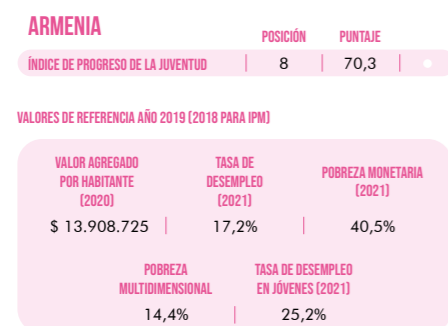 ARMENIA
POSICIÓN PUNTAJE
ÍNDICE DE PROGRESO DE LA JUVENTUD | 8 | 70,3 |
VALORES DE REFERENCIA AÑO 2019 (2018 PARA IPM)
VALOR AGREGADO
POR HABITANTE
(2020)
$ 13.908.725
TASA DE
DESEMPLEO
(2021)
17,2%
POBREZA MONETARIA
(2021)
40,5%
POBREZA
MULTIDIMENSIONAL
14,4%
TASA DE DESEMPLEO
EN JÓVENES (2021)
25,2%